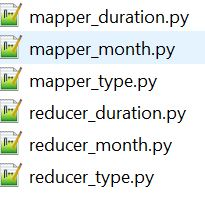 mapper_duration.py
mapper_month.py
mapper_type.py
reducer_duration.py
reducer_month.py
reducer_type.py